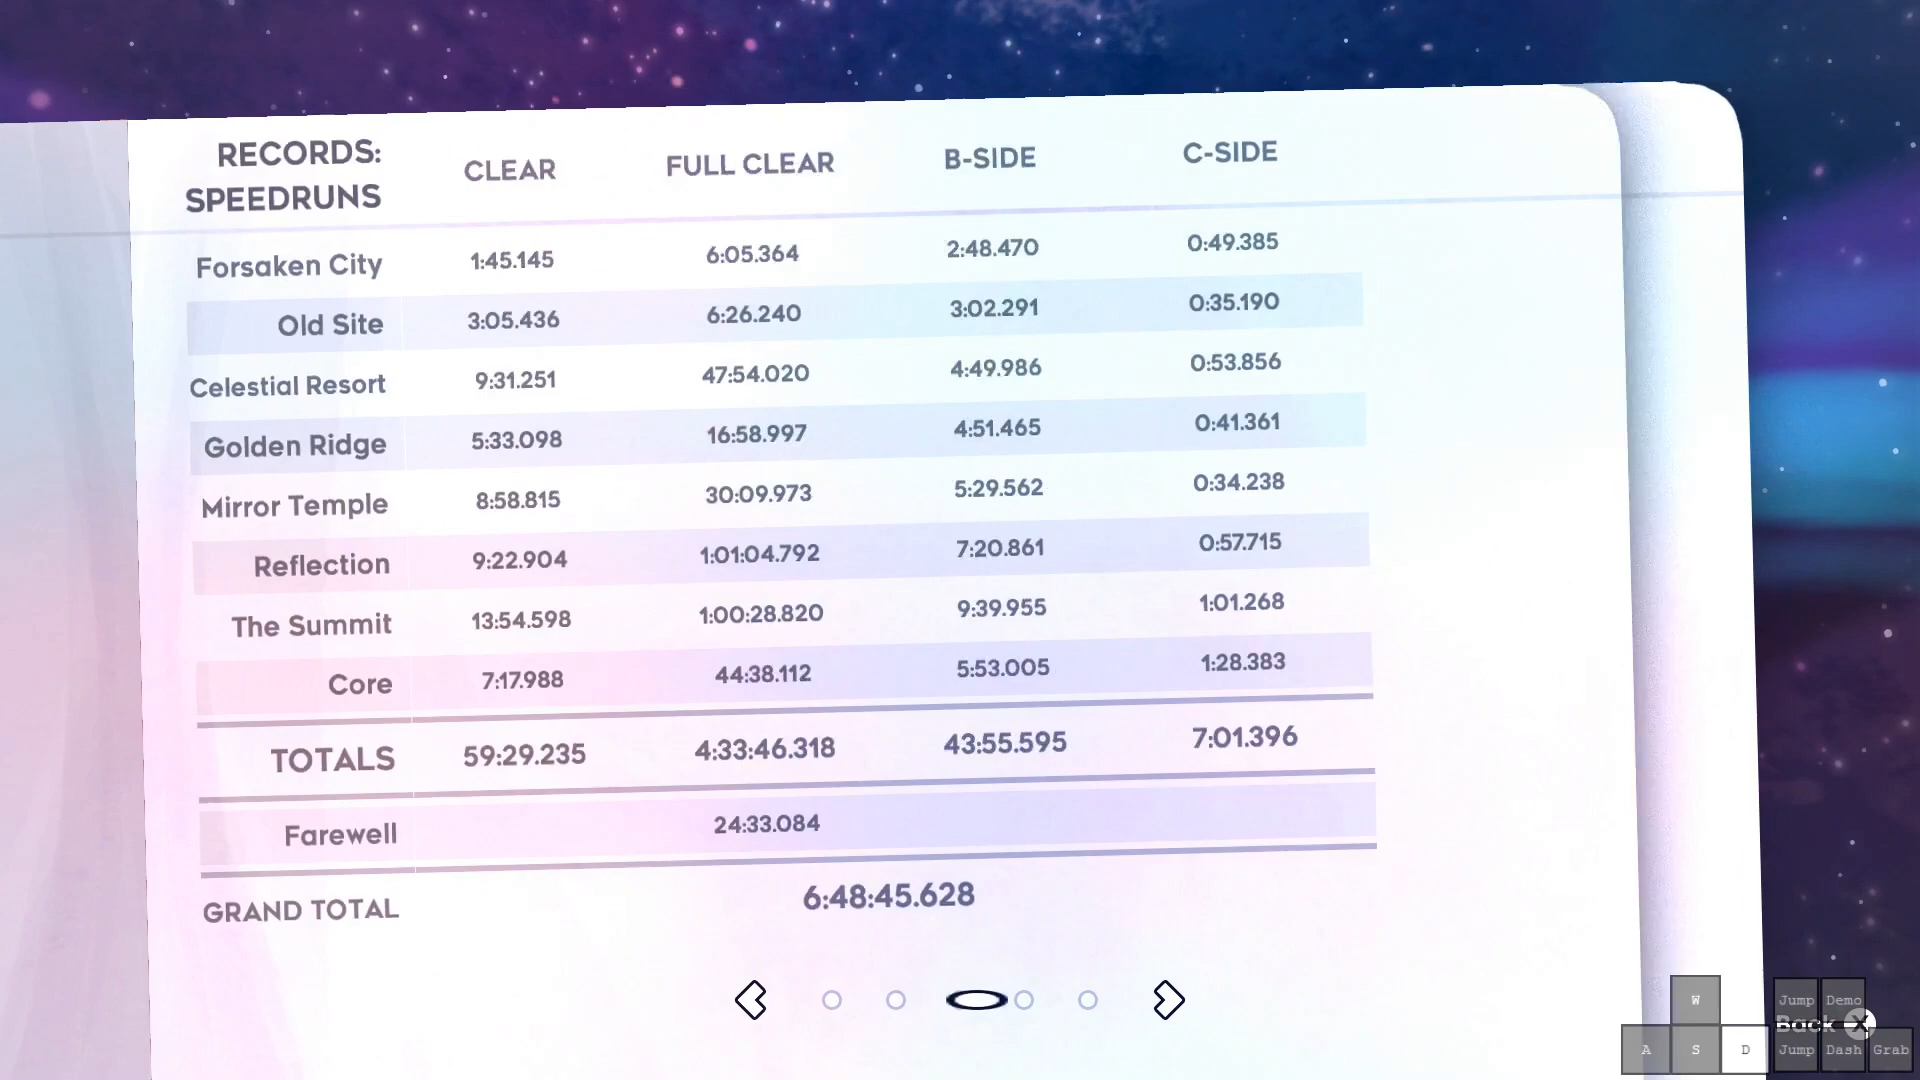 RECORDS:
SPEEDRUNS
CLEAR FULL CLEAR B-SIDE C-SIDE
Forsaken City 1:45.145 6:05.364 2:48.470 0:49.385
Old Site 3:05.436 6:26.240 3:02.291 0:35.190
Celestial Resort 9:31.251 47:54.020 4:49.986 0:53.856
Golden Ridge 5:33.098 16:58.997 4:51.465 0:41.361
Mirror Temple 8:58.815 30:09.973 5:29.562 0:34.238
Reflection 9:22.904 1:01:04.792 7:20.861 0:57.715
The Summit 13:54.598 1:00:28.820 9:39.955 1:01.268
Core 7:17.988 44:38.112 5:53.005 1:28.383
TOTALS 59:29.235 4:33:46.318 43:55.595 7:01.396
Farewell 24:33.084
GRAND TOTAL 6:48:45.628
W Jump Demo
Back X
A S D Jump Dash Grab